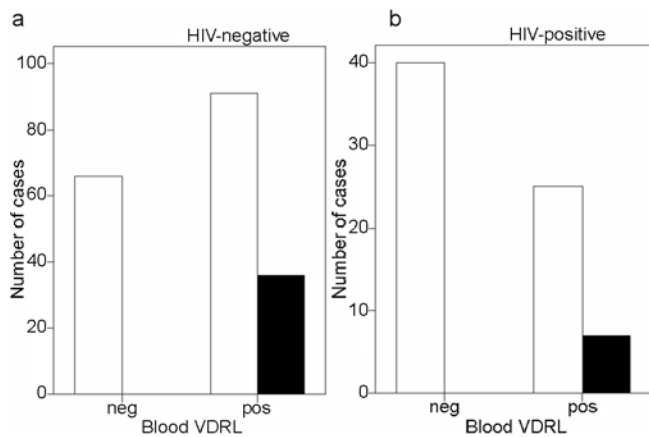 a
HIV-negative
Number of cases
100
80
60
40
20
0
neg
pos
Blood VDRL
b
HIV-positive
Number of cases
40
30
20
10
0
neg
pos
Blood VDRL